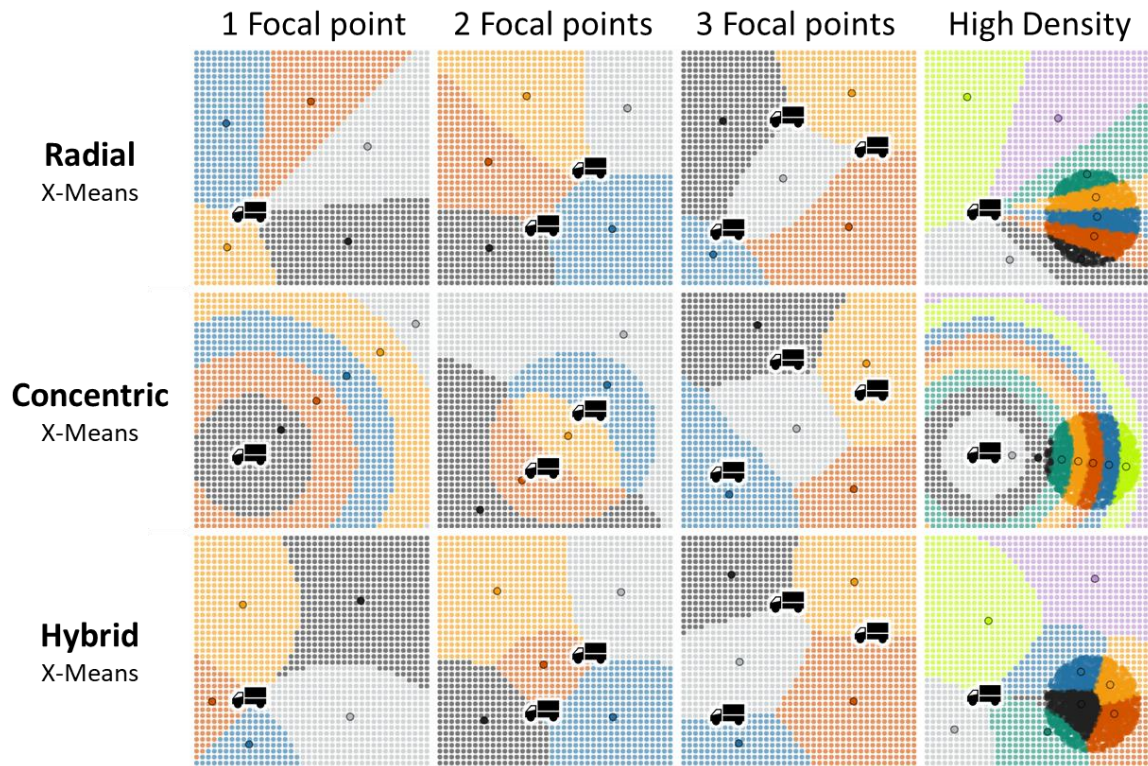 1 Focal point 2 Focal points 3 Focal points High Density
Radial
X-Means
Concentric
X-Means
Hybrid
X-Means